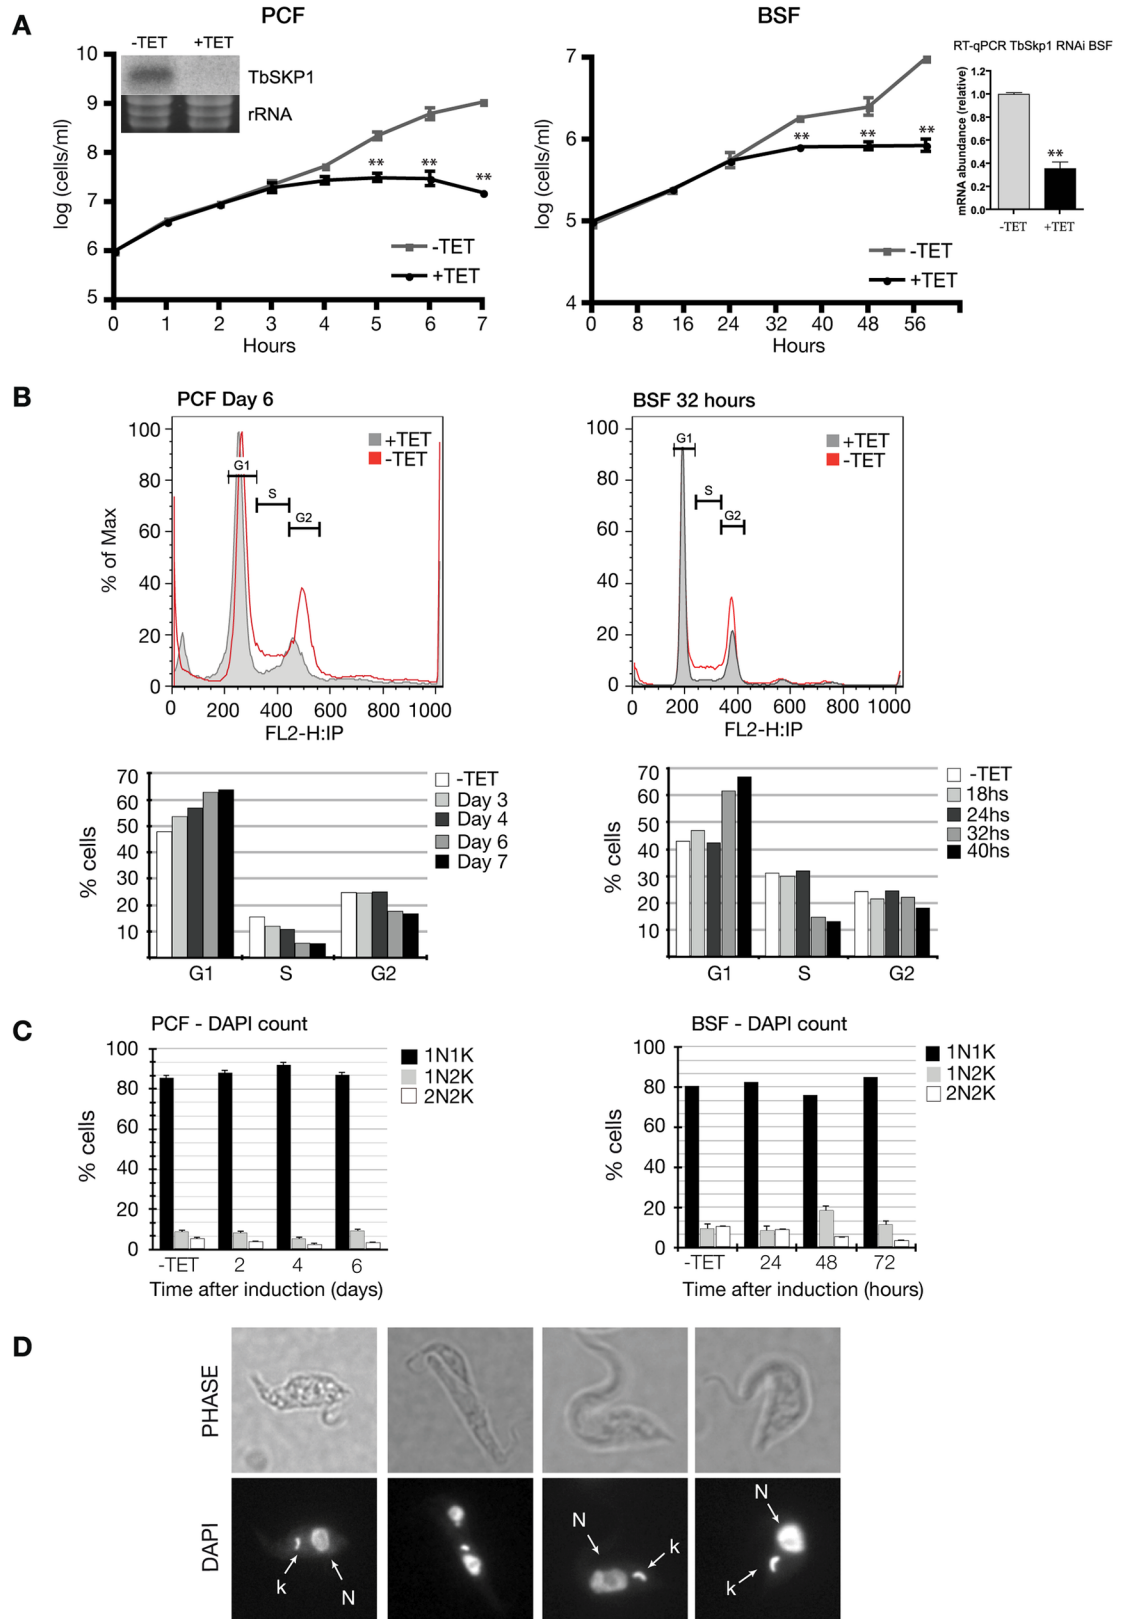 A
PCF
-TET +TET
TbSKP1
rRNA
log (cells/ml)
10
9
8
7
6
5
-TET
+TET
**
**
**
0 1 2 3 4 5 6 7
Hours
BSF
log (cells/ml)
7
6
5
4
**
**
**
-TET
+TET
0 8 16 24 32 40 48 56
Hours
RT-qPCR TbSkp1 RNAi BSF
mRNA abundance (relative)
1.2
1.0
0.8
0.6
0.4
0.2
0.0
**
-TET +TET
B
PCF Day 6
% of Max
100
80
60
40
20
0
G1
S
G2
+TET
-TET
0 200 400 600 800 1000
FL2-H:IP
BSF 32 hours
100
80
60
40
20
0
G1
S
G2
+TET
-TET
0 200 400 600 800 1000
FL2-H:IP
% cells
70
60
50
40
30
20
10
-TET
Day 3
Day 4
Day 6
Day 7
G1 S G2
% cells
70
60
50
40
30
20
10
-TET
18hs
24hs
32hs
40hs
G1 S G2
C
PCF - DAPI count
% cells
100
80
60
40
20
0
1N1K
1N2K
2N2K
-TET 2 4 6
Time after induction (days)
BSF - DAPI count
% cells
100
80
60
40
20
0
1N1K
1N2K
2N2K
-TET 24 48 72
Time after induction (hours)
D
PHASE
DAPI
k N
N k
N k